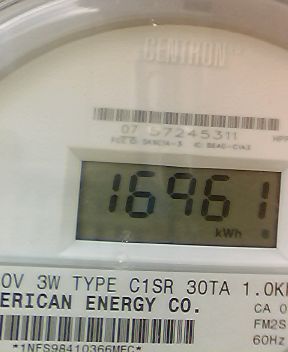 CENTRON
07 57245311
16961
kWh
0V 3W TYPE C1SR 30TA 1.0K
ERICAN ENERGY CO.
CA 0
FM2S
60Hz
*1NFS98410366MEC*